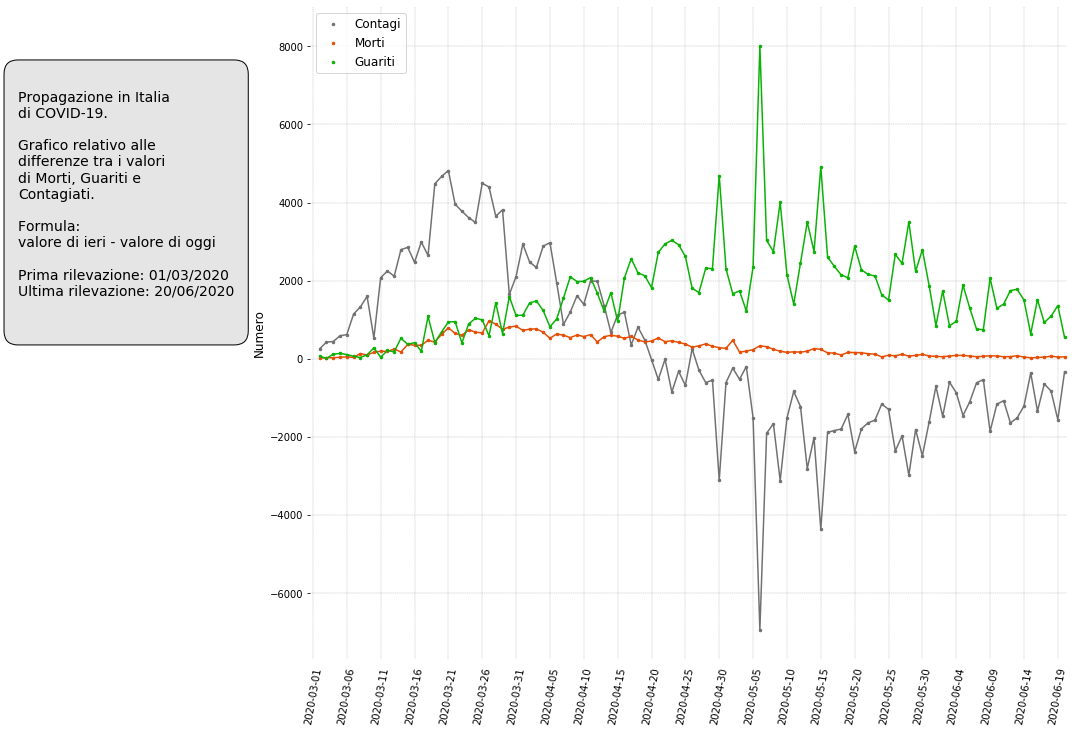 Propagazione in Italia
di COVID-19.
Grafico relativo alle
differenze tra i valori
di Morti, Guariti e
Contagiati.
Formula:
valore di ieri - valore di oggi
Prima rilevazione: 01/03/2020
Ultima rilevazione: 20/06/2020
Contagi
Morti
Guariti
Numero
8000
6000
4000
2000
0
−2000
−4000
−6000
2020-03-01
2020-03-06
2020-03-11
2020-03-16
2020-03-21
2020-03-26
2020-03-31
2020-04-05
2020-04-10
2020-04-15
2020-04-20
2020-04-25
2020-04-30
2020-05-05
2020-05-10
2020-05-15
2020-05-20
2020-05-25
2020-05-30
2020-06-04
2020-06-09
2020-06-14
2020-06-19